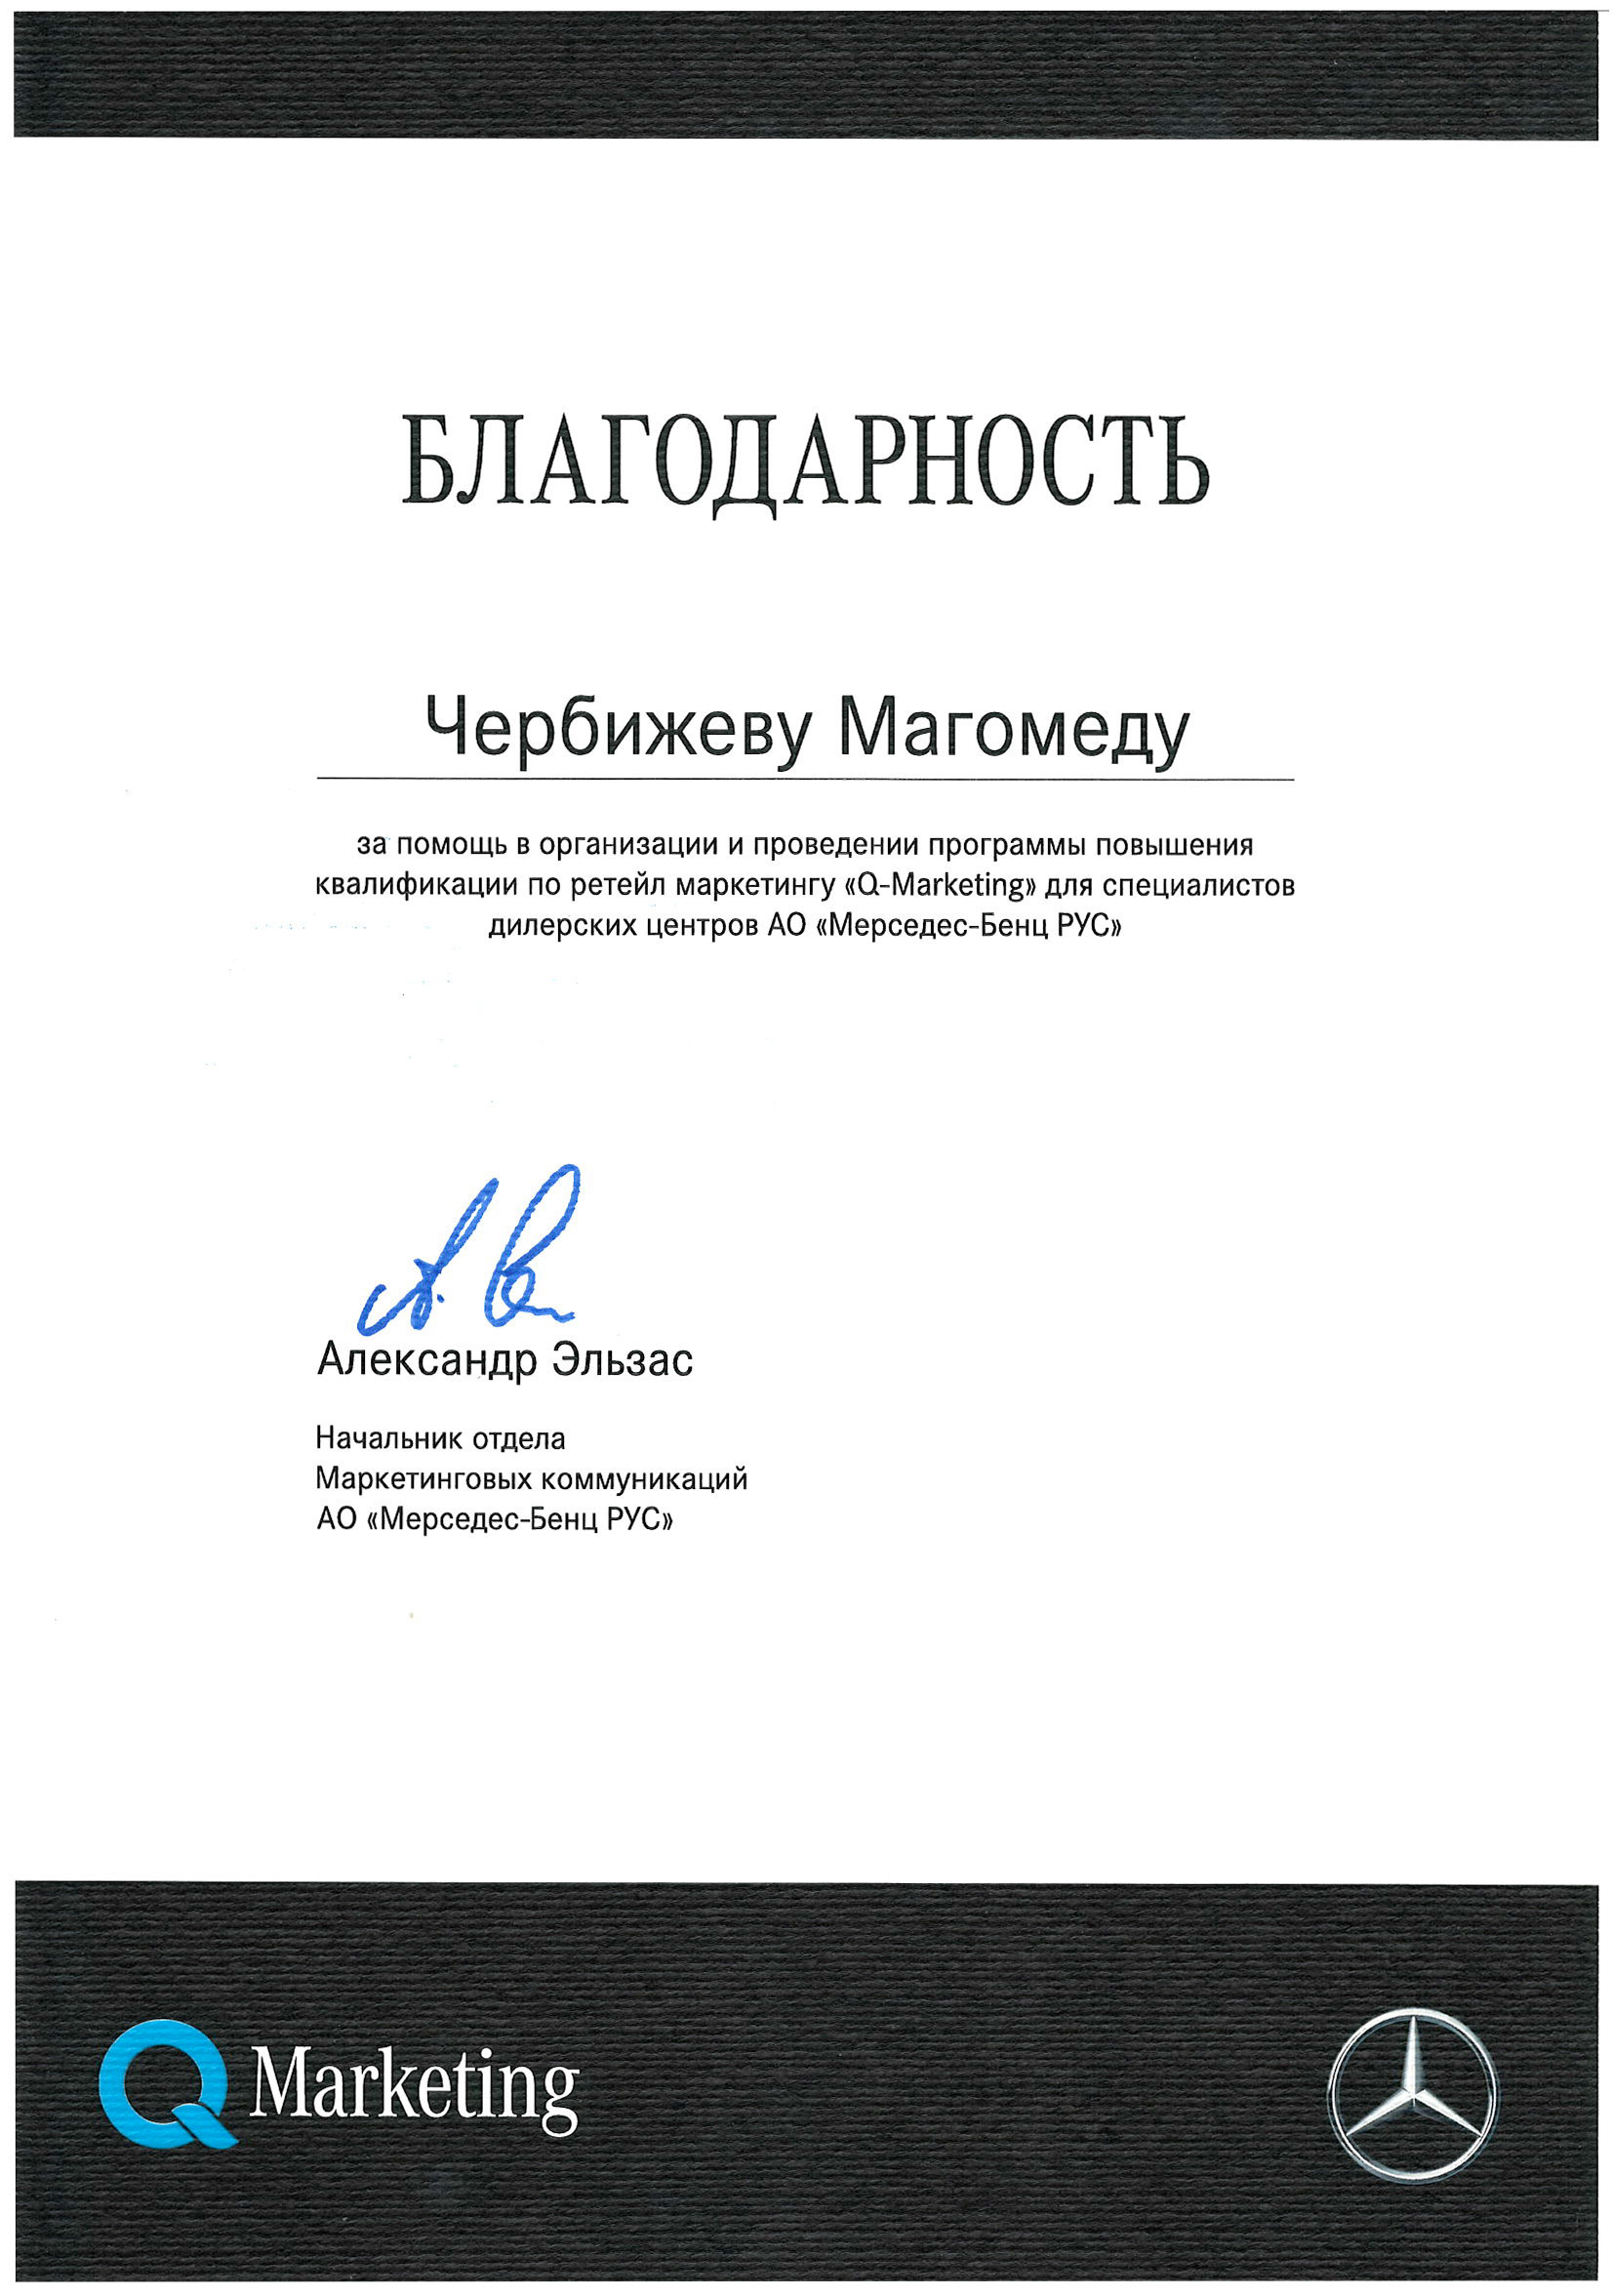 БЛАГОДАРНОСТЬ
Чербижеву Магомеду
за помощь в организации и проведении программы повышения
квалификации по ретейл маркетингу «Q-Marketing» для специалистов
дилерских центров АО «Мерседес-Бенц РУС»
Александр Эльзас
Начальник отдела
Маркетинговых коммуникаций
АО «Мерседес-Бенц РУС»
Q Marketing